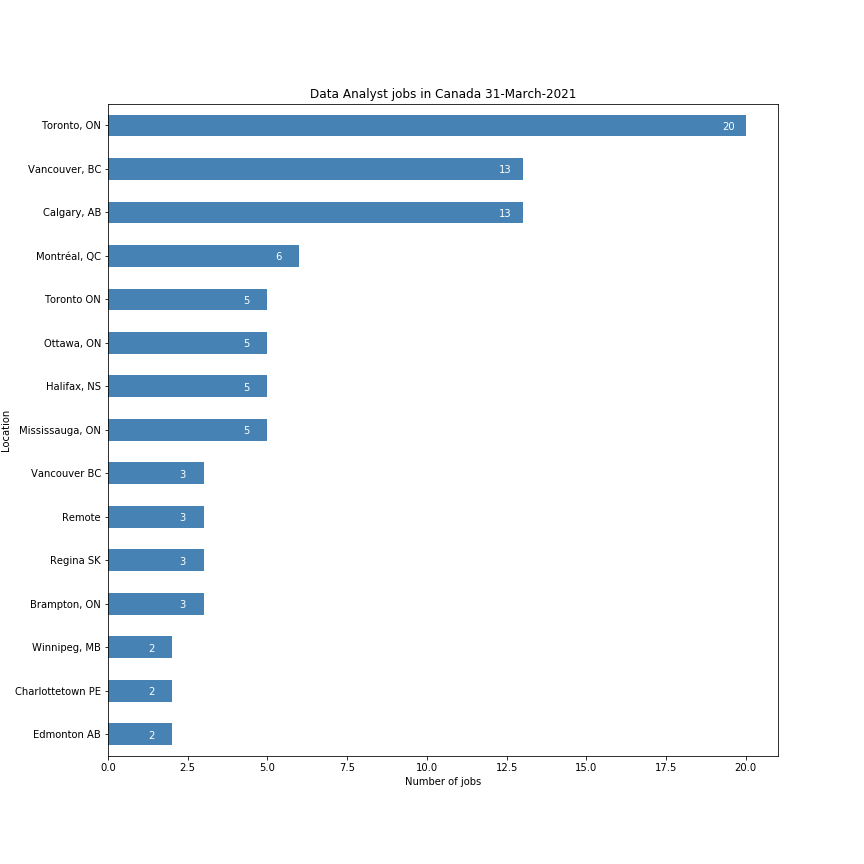 Data Analyst jobs in Canada 31-March-2021
Toronto, ON
20
Vancouver, BC
13
Calgary, AB
13
Montréal, QC
6
Toronto ON
5
Ottawa, ON
5
Halifax, NS
5
Mississauga, ON
5
Vancouver BC
3
Remote
3
Regina SK
3
Brampton, ON
3
Winnipeg, MB
2
Charlottetown PE
2
Edmonton AB
2
Location
0.0 2.5 5.0 7.5 10.0 12.5 15.0 17.5 20.0
Number of jobs